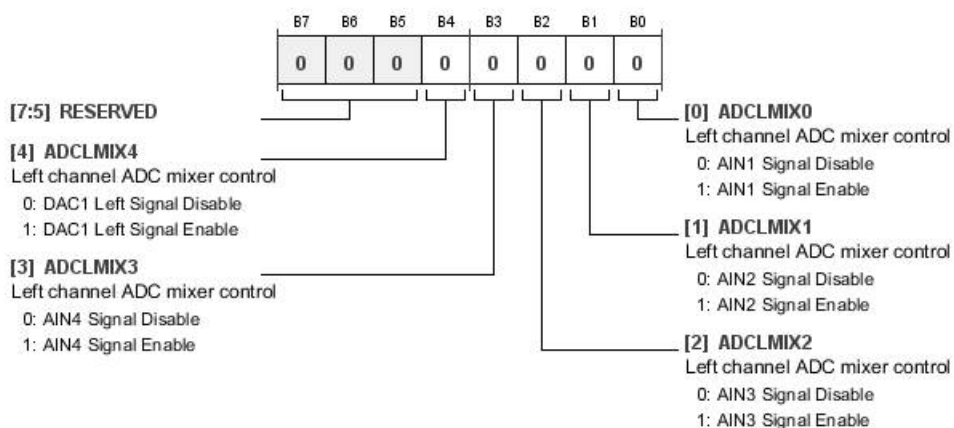 B7 B6 B5 B4 B3 B2 B1 B0
0 0 0 0 0 0 0 0
[7:5] RESERVED
[4] ADCLMIX4
Left channel ADC mixer control
0: DAC1 Left Signal Disable
1: DAC1 Left Signal Enable
[3] ADCLMIX3
Left channel ADC mixer control
0: AIN4 Signal Disable
1: AIN4 Signal Enable
[0] ADCLMIX0
Left channel ADC mixer control
0: AIN1 Signal Disable
1: AIN1 Signal Enable
[1] ADCLMIX1
Left channel ADC mixer control
0: AIN2 Signal Disable
1: AIN2 Signal Enable
[2] ADCLMIX2
Left channel ADC mixer control
0: AIN3 Signal Disable
1: AIN3 Signal Enable